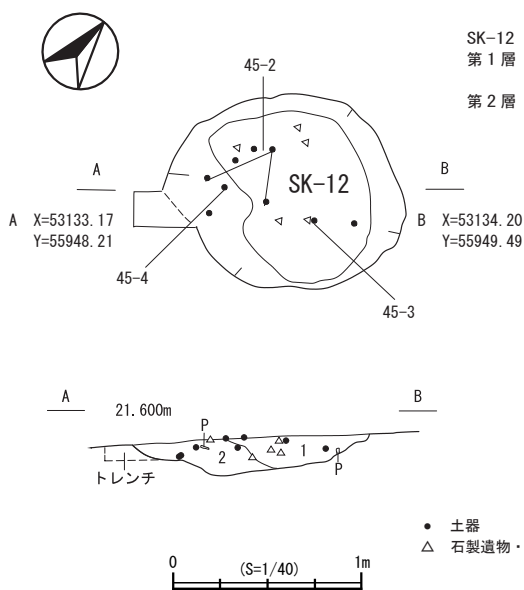 SK-12
第１層
第２層
45-2
A
SK-12
B
A X=53133.17
Y=55948.21
B X=53134.20
Y=55949.49
45-4
45-3
A
21.600m
B
P
2
1
P
トレンチ
● 土器
△ 石製遺物・
0
(S=1/40)
1m